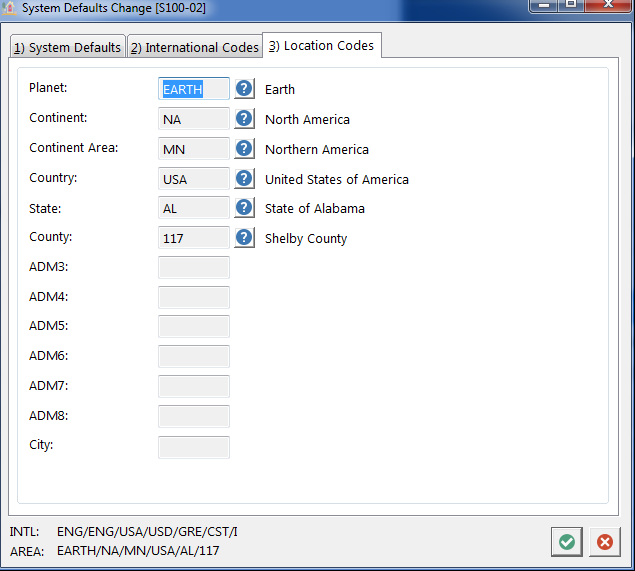 System Defaults Change [S100-02]
1) System Defaults 2) International Codes 3) Location Codes
Planet: EARTH ? Earth
Continent: NA ? North America
Continent Area: MN ? Northern America
Country: USA ? United States of America
State: AL ? State of Alabama
County: 117 ? Shelby County
ADM3:
ADM4:
ADM5:
ADM6:
ADM7:
ADM8:
City:
INTL: ENG/ENG/USA/USD/GRE/CST/I
AREA: EARTH/NA/MN/USA/AL/117